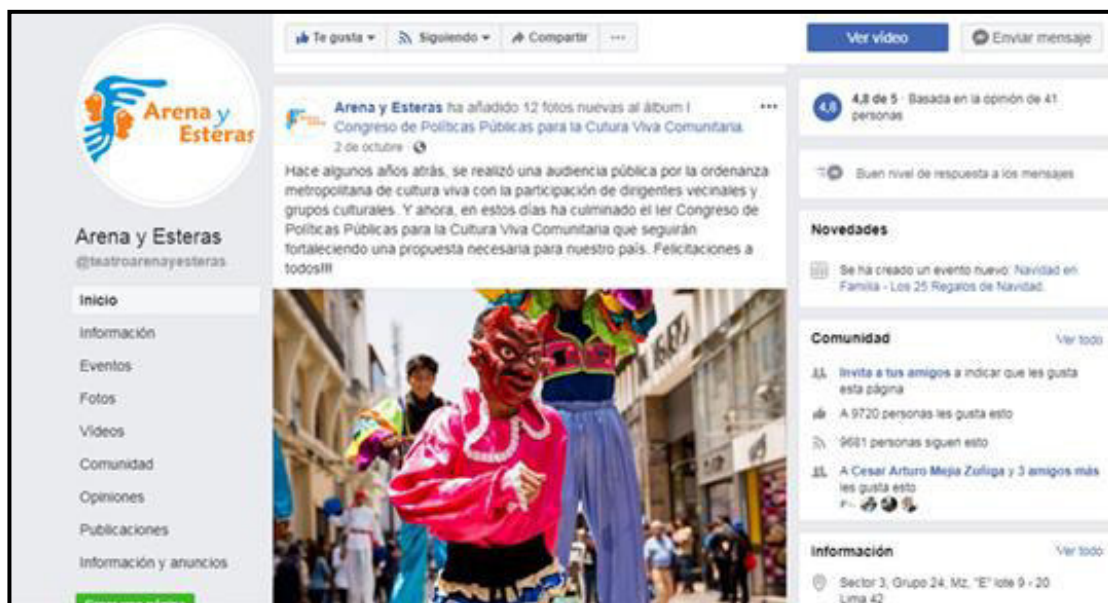 Te gusta
Siguiendo
Compartir
Ver vídeo
Enviar mensaje
Arena y
Esteras
Arena y Esteras
@teatroarenayesteras
Inicio
Información
Eventos
Fotos
Vídeos
Comunidad
Opiniones
Publicaciones
Información y anuncios
Arena y Esteras ha añadido 12 fotos nuevas al álbum I
Congreso de Políticas Públicas para la Cutura Viva Comunitaria.
2 de octubre ·
Hace algunos años atrás, se realizó una audiencia pública por la ordenanza
metropolitana de cultura viva con la participación de dirigentes vecinales y
grupos culturales. Y ahora, en estos días ha culminado el Ier Congreso de
Políticas Públicas para la Cultura Viva Comunitaria que seguirán
fortaleciendo una propuesta necesaria para nuestro país. Felicitaciones a
todos!!!!
4,8
4,8 de 5 · Basada en la opinión de 41
personas
Buen nivel de respuesta a los mensajes
Novedades
Se ha creado un evento nuevo: Navidad en
Familia - Los 25 Regalos de Navidad.
Comunidad
Ver todo
Invita a tus amigos a indicar que les gusta
esta página
A 9720 personas les gusta esto
9681 personas siguen esto
A Cesar Arturo Mejia Zuñiga y 3 amigos más
les gusta esto
Información
Ver todo
Sector 3, Grupo 24, Mz, "E" lote 9 - 20
Lima 42